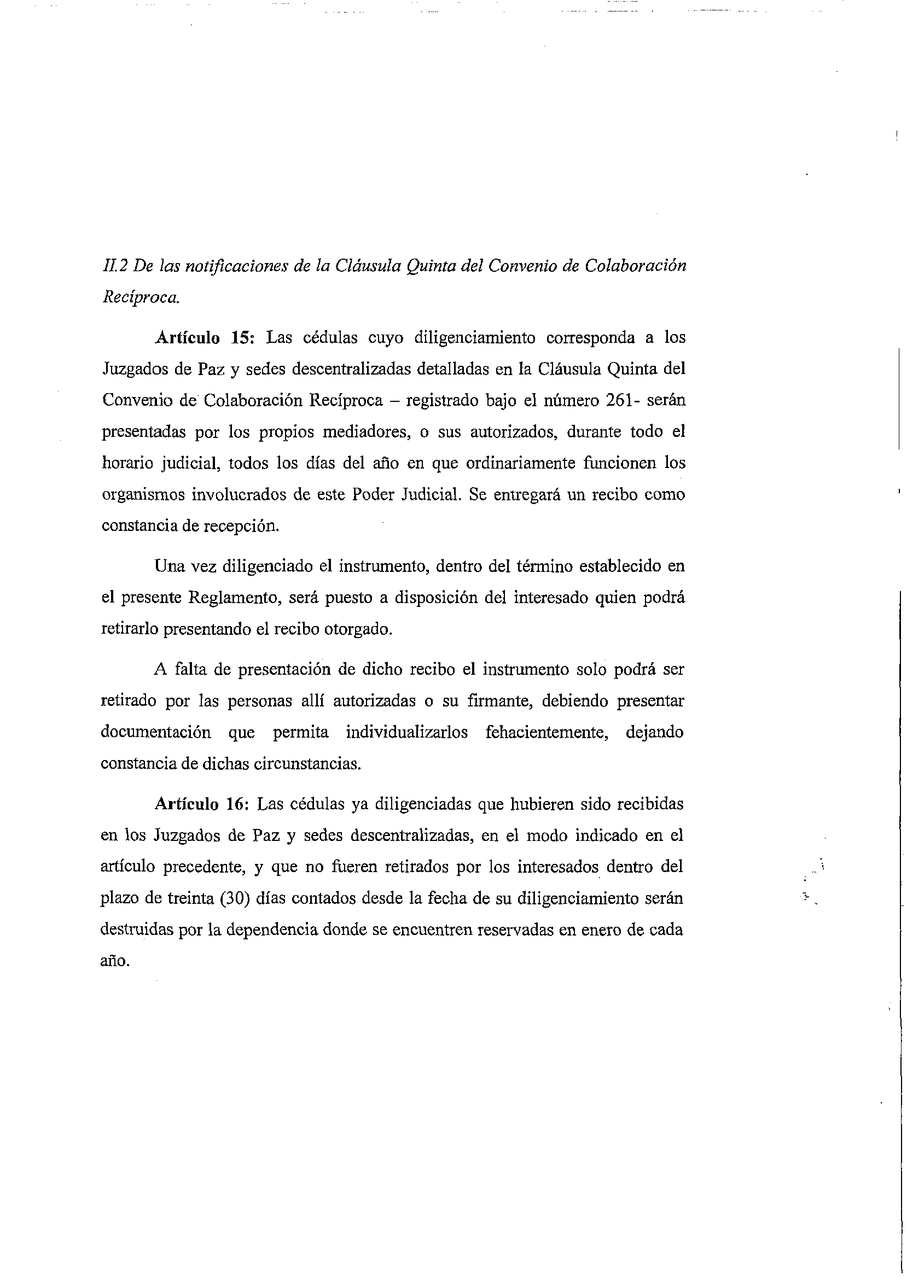 II.2 De las notificaciones de la Cláusula Quinta del Convenio de Colaboración
Recíproca.
Artículo 15: Las cédulas cuyo diligenciamiento corresponda a los
Juzgados de Paz y sedes descentralizadas detalladas en la Cláusula Quinta del
Convenio de Colaboración Recíproca – registrado bajo el número 261- serán
presentadas por los propios mediadores, o sus autorizados, durante todo el
horario judicial, todos los días del año en que ordinariamente funcionen los
organismos involucrados de este Poder Judicial. Se entregará un recibo como
constancia de recepción.
Una vez diligenciado el instrumento, dentro del término establecido en
el presente Reglamento, será puesto a disposición del interesado quien podrá
retirarlo presentando el recibo otorgado.
A falta de presentación de dicho recibo el instrumento solo podrá ser
retirado por las personas allí autorizadas o su firmante, debiendo presentar
documentación que permita individualizarlos fehacientemente, dejando
constancia de dichas circunstancias.
Artículo 16: Las cédulas ya diligenciadas que hubieren sido recibidas
en los Juzgados de Paz y sedes descentralizadas, en el modo indicado en el
artículo precedente, y que no fueren retirados por los interesados dentro del
plazo de treinta (30) días contados desde la fecha de su diligenciamiento serán
destruidas por la dependencia donde se encuentren reservadas en enero de cada
año.